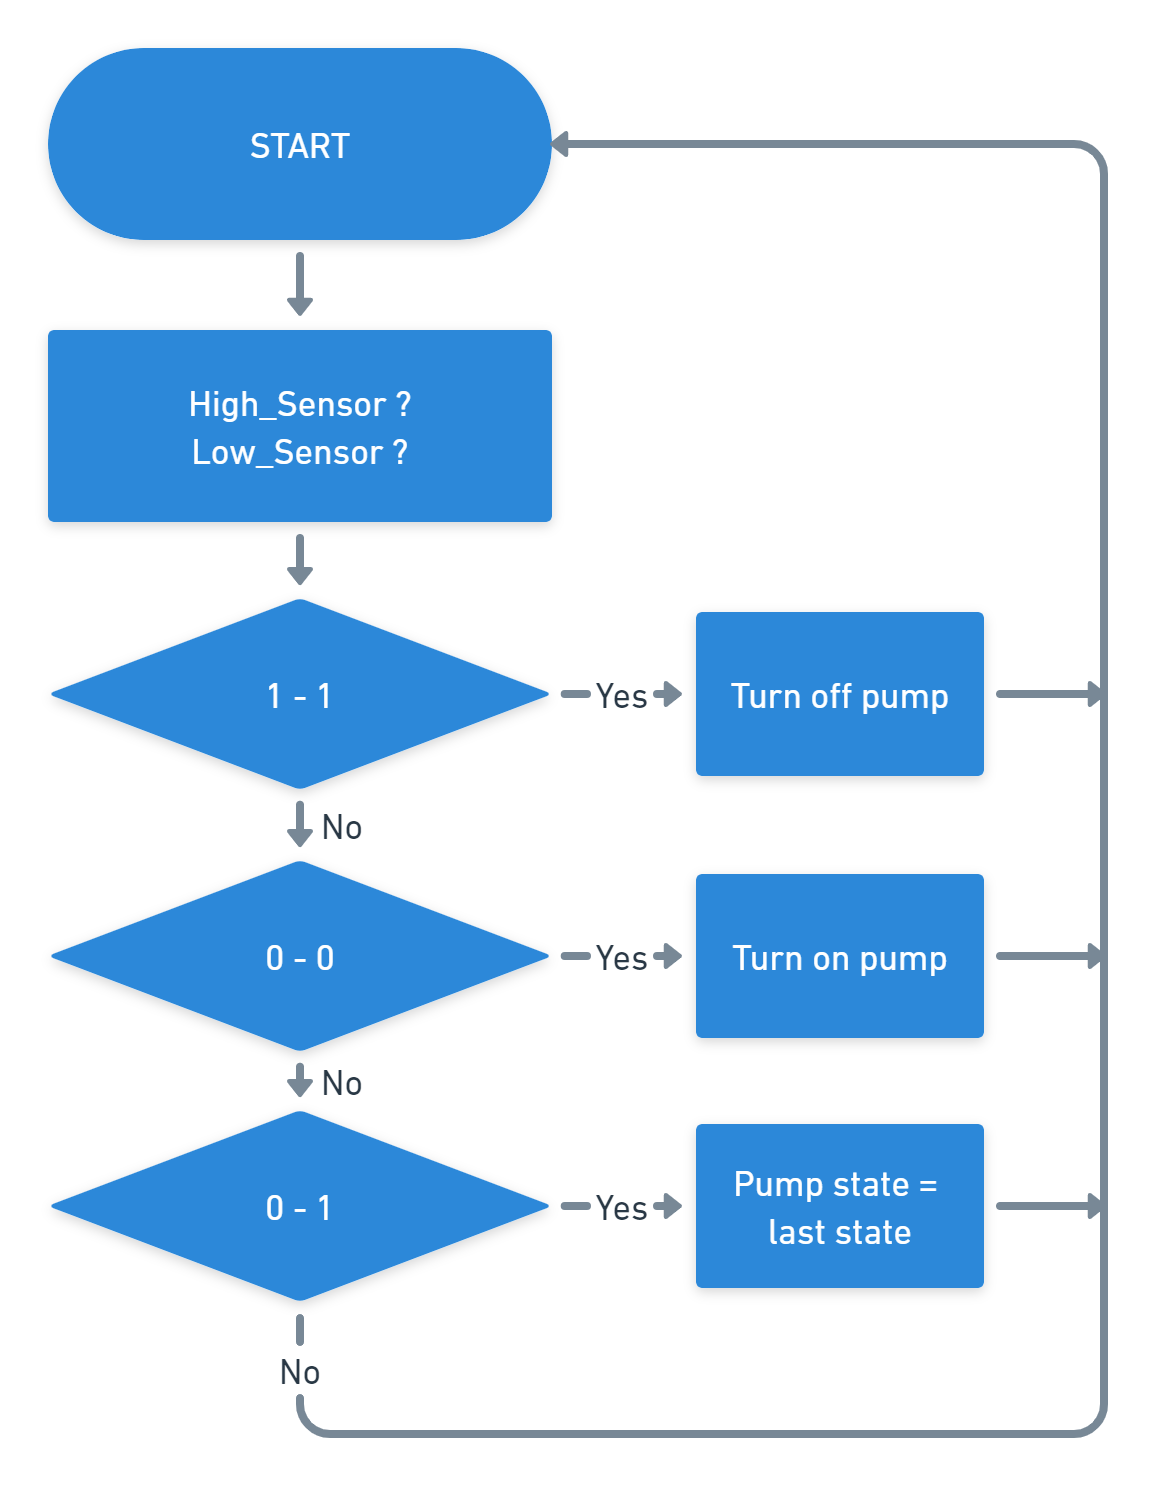 START
High_Sensor ?
Low_Sensor ?
1 - 1
Yes
Turn off pump
No
0 - 0
Yes
Turn on pump
No
0 - 1
Yes
Pump state =
last state
No